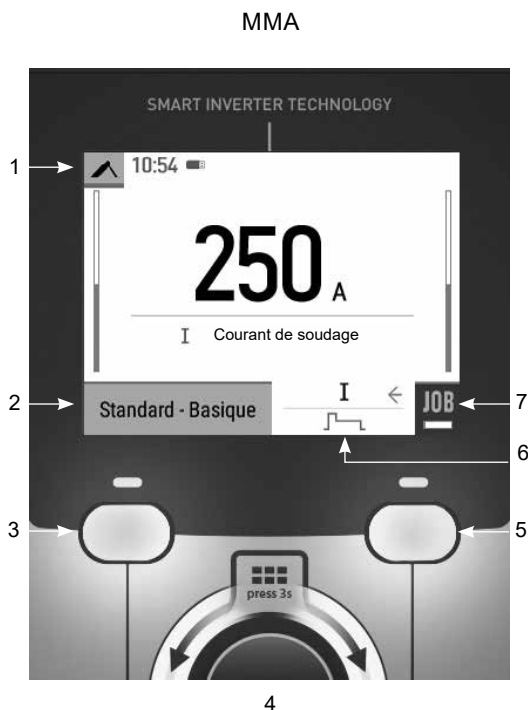 MMA
SMART INVERTER TECHNOLOGY
1
10:54
250 A
I Courant de soudage
2
Standard - Basique
I
JOB
7
6
3
5
press 3s
4